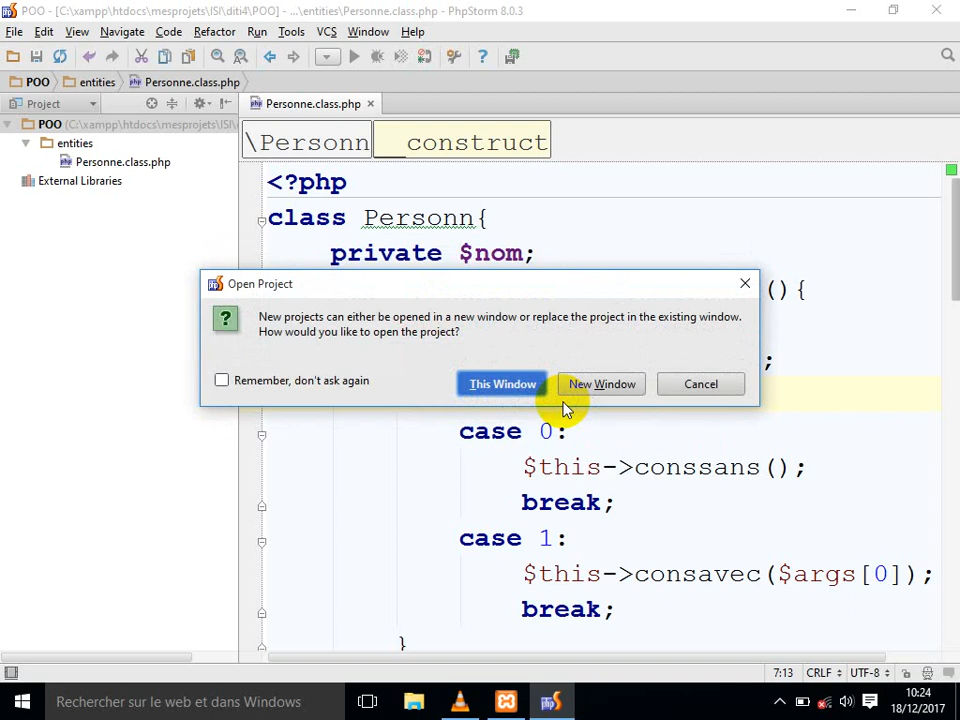 POO - [C:\xampp\htdocs\mesprojets\ISI\diti4\POO] - ...\entities\Personne.class.php - PhpStorm 8.0.3
File Edit View Navigate Code Refactor Run Tools VCS Window Help
POO entities Personne.class.php
Project
Personne.class.php
POO (C:\xampp\htdocs\mesprojets\ISI\
entities
Personne.class.php
External Libraries
\Personn __construct
<?php
class Personn{
private $nom;
(){
;
case 0:
$this->conssans();
break;
case 1:
$this->consavec($args[0]);
break;
}
Open Project
New projects can either be opened in a new window or replace the project in the existing window.
How would you like to open the project?
Remember, don't ask again
This Window New Window Cancel
7:13 CRLF UTF-8
Rechercher sur le web et dans Windows
10:24
18/12/2017